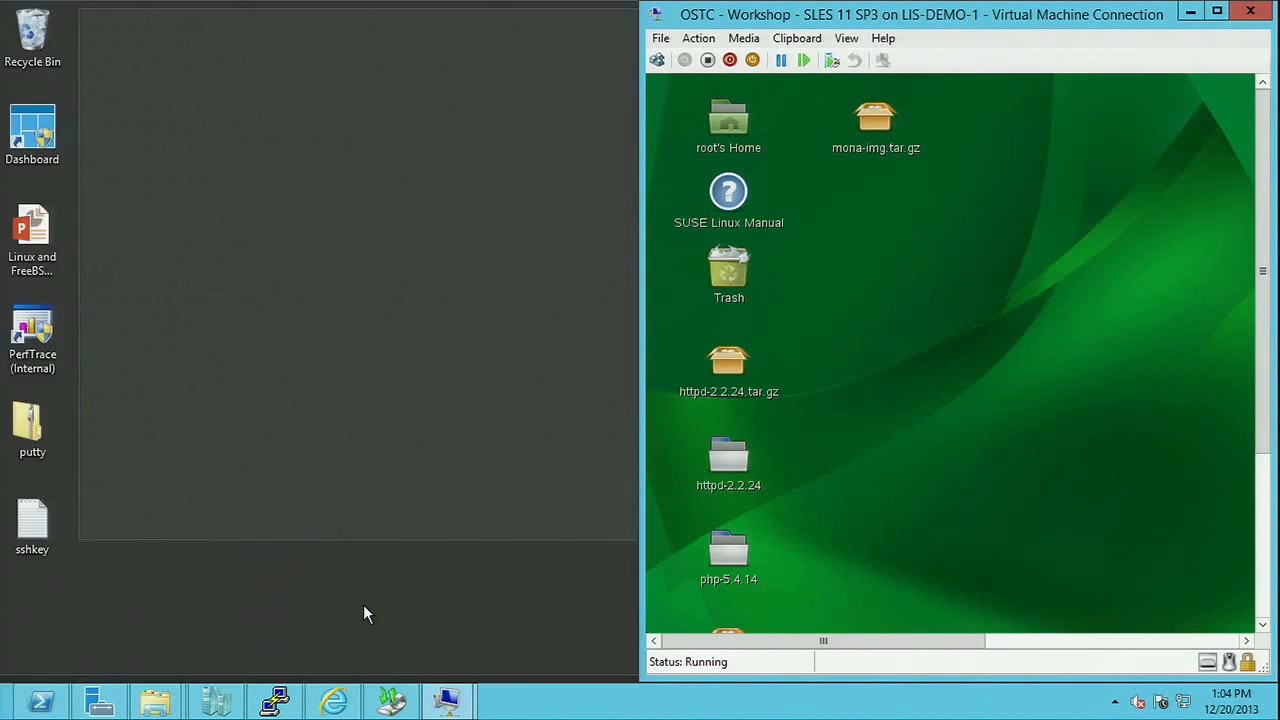 Recycle Bin
Dashboard
Linux and
FreeBS...
PerfTrace
(Internal)
putty
sshkey
OSTC - Workshop - SLES 11 SP3 on LIS-DEMO-1 - Virtual Machine Connection
File Action Media Clipboard View Help
root's Home
mona-img.tar.gz
SUSE Linux Manual
Trash
httpd-2.2.24.tar.gz
httpd-2.2.24
php-5.4.14
Status: Running
1:04 PM
12/20/2013